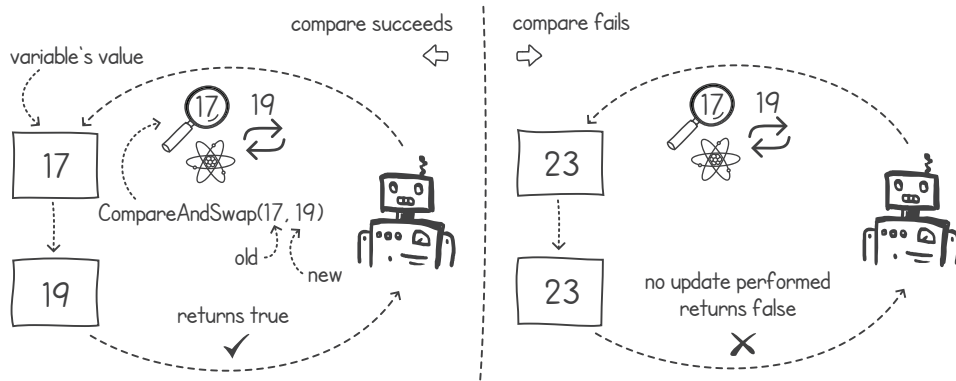 compare succeeds
variable's value
17 19
17
CompareAndSwap(17, 19)
old
new
19
returns true
compare fails
17 19
23
23
no update performed
returns false